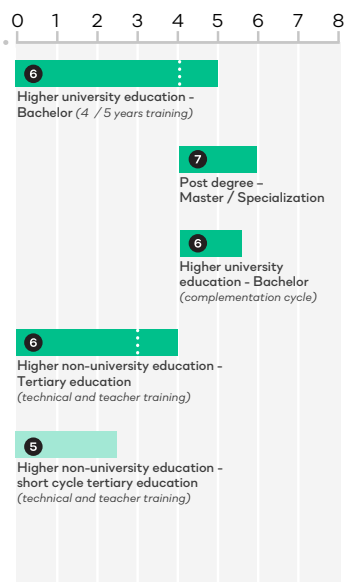 0 1 2 3 4 5 6 7 8
6
Higher university education -
Bachelor (4 / 5 years training)
7
Post degree –
Master / Specialization
6
Higher university
education - Bachelor
(complementation cycle)
6
Higher non-university education -
Tertiary education
(technical and teacher training)
5
Higher non-university education -
short cycle tertiary education
(technical and teacher training)